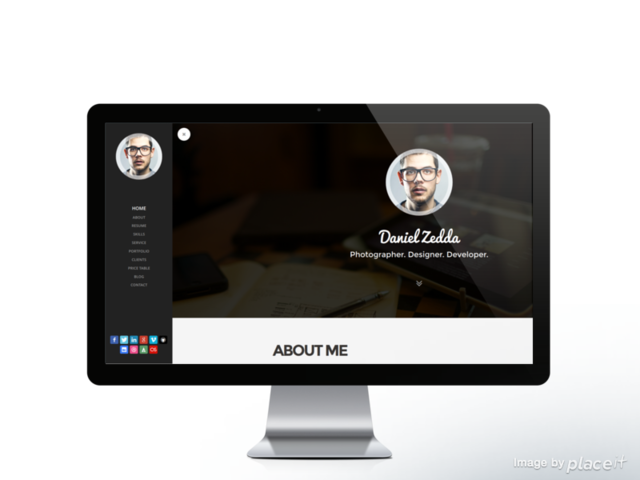 HOME
ABOUT
RESUME
SKILLS
SERVICE
PORTFOLIO
CLIENTS
PRICE TABLE
BLOG
CONTACT
Daniel Zedda
Photographer. Designer. Developer.
ABOUT ME
Image by placeit